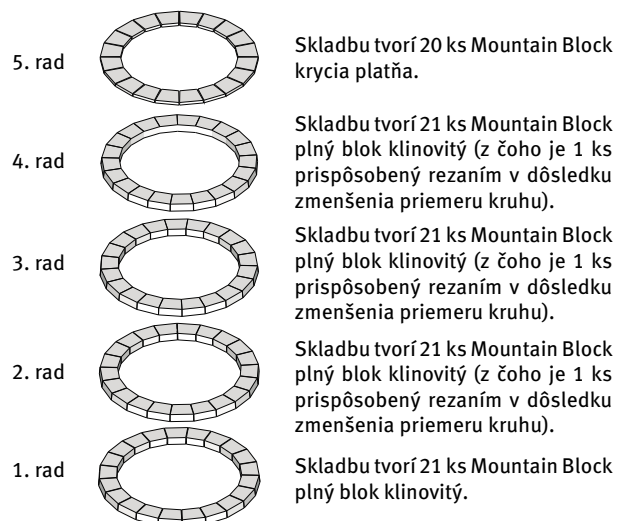 5. rad
Skladbu tvorí 20 ks Mountain Block
krycia platňa.
4. rad
Skladbu tvorí 21 ks Mountain Block
plný blok klinovitý (z čoho je 1 ks
prispôsobený rezaním v dôsledku
zmenšenia priemeru kruhu).
3. rad
Skladbu tvorí 21 ks Mountain Block
plný blok klinovitý (z čoho je 1 ks
prispôsobený rezaním v dôsledku
zmenšenia priemeru kruhu).
2. rad
Skladbu tvorí 21 ks Mountain Block
plný blok klinovitý (z čoho je 1 ks
prispôsobený rezaním v dôsledku
zmenšenia priemeru kruhu).
1. rad
Skladbu tvorí 21 ks Mountain Block
plný blok klinovitý.